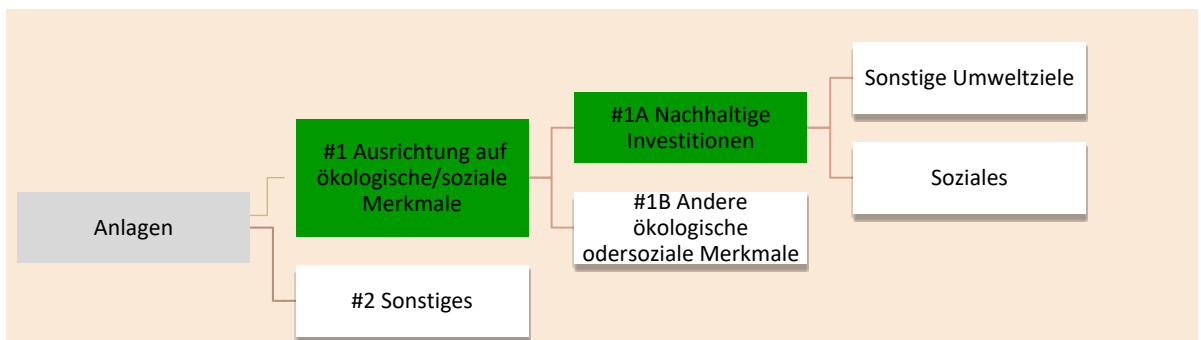 Anlagen
#1 Ausrichtung auf
ökologische/soziale
Merkmale
#2 Sonstiges
#1A Nachhaltige
Investitionen
#1B Andere
ökologische
odersoziale Merkmale
Sonstige Umweltziele
Soziales